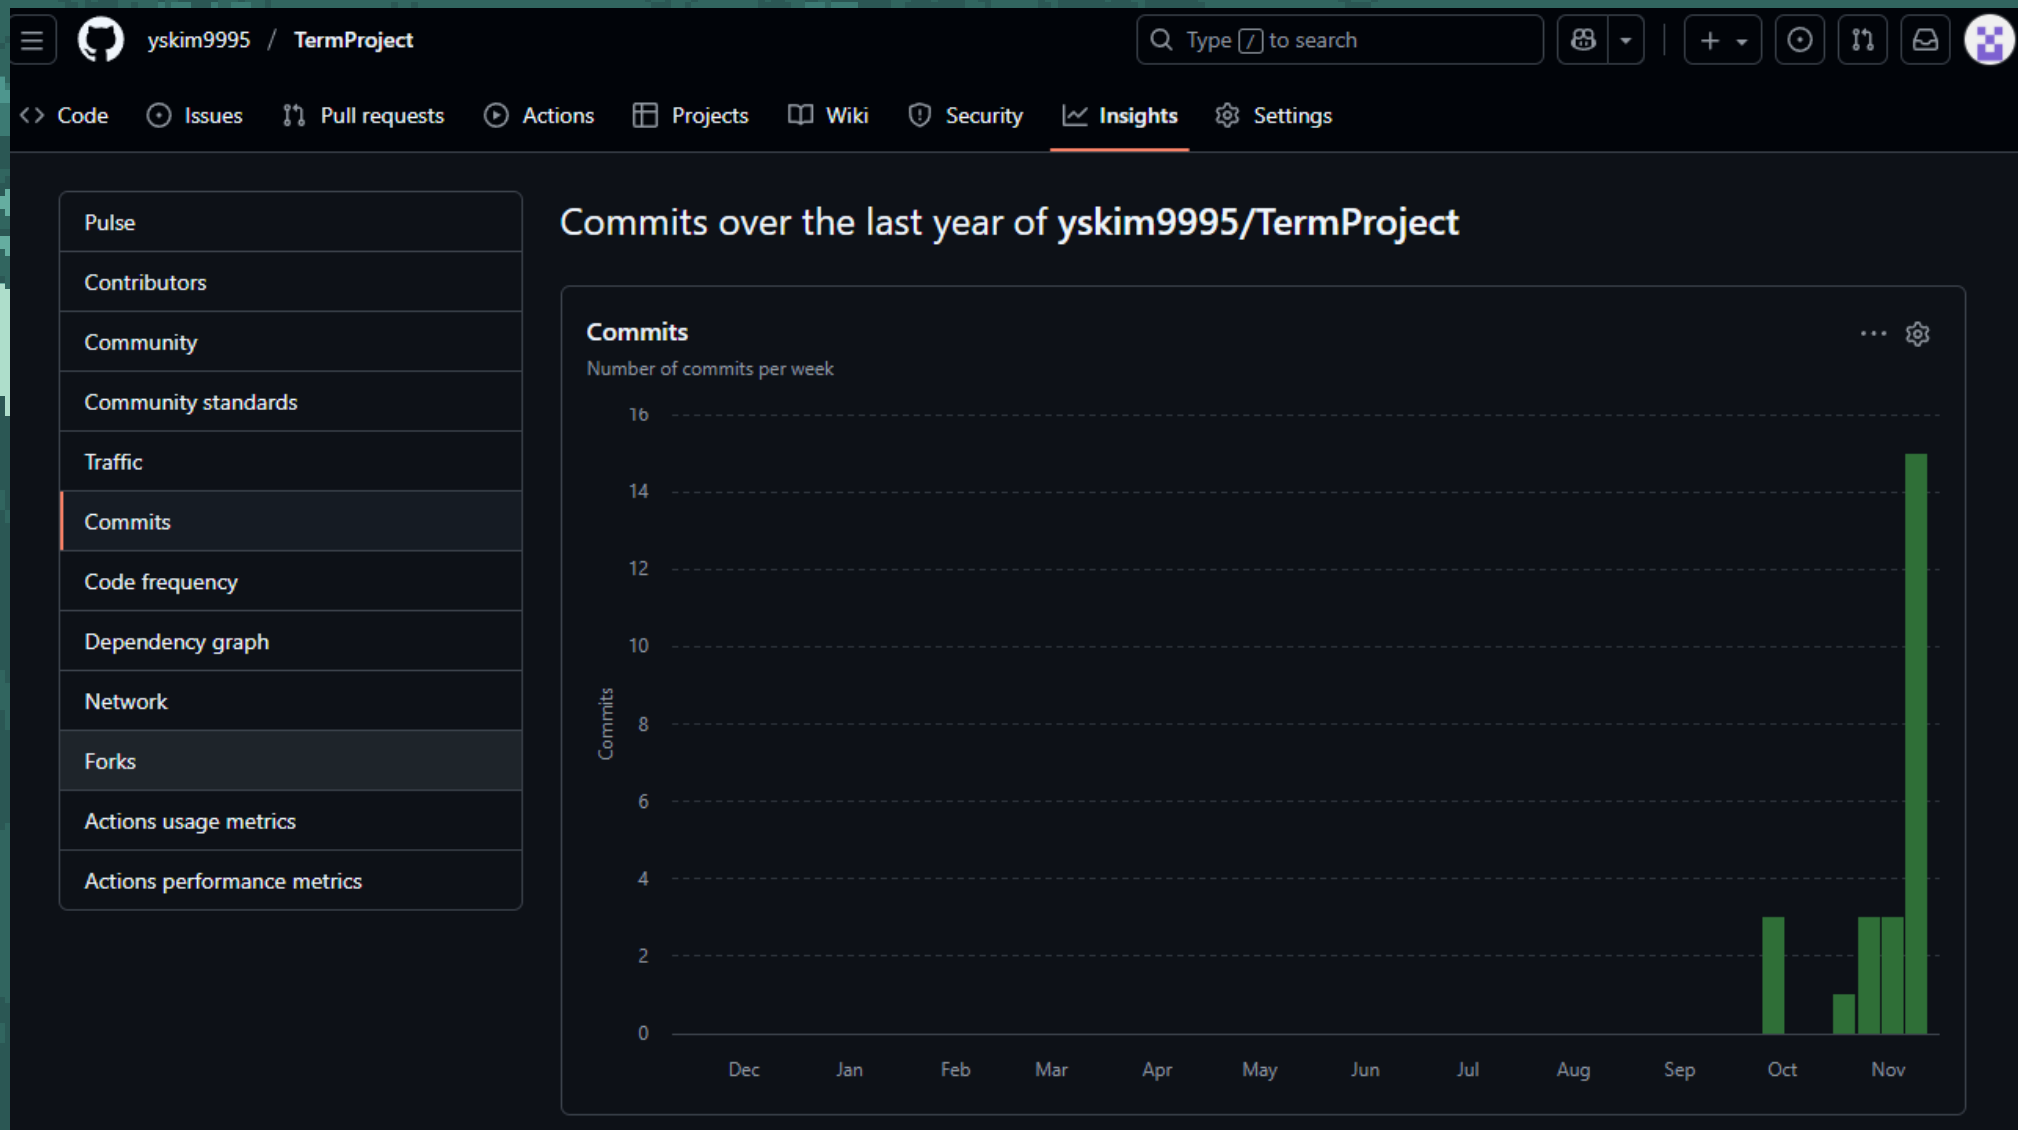 yskim9995 / TermProject
Type / to search
Code Issues Pull requests Actions Projects Wiki Security Insights Settings
Pulse
Contributors
Community
Community standards
Traffic
Commits
Code frequency
Dependency graph
Network
Forks
Actions usage metrics
Actions performance metrics
Commits over the last year of yskim9995/TermProject
Commits
Number of commits per week
Commits
16
14
12
10
8
6
4
2
0
Dec Jan Feb Mar Apr May Jun Jul Aug Sep Oct Nov